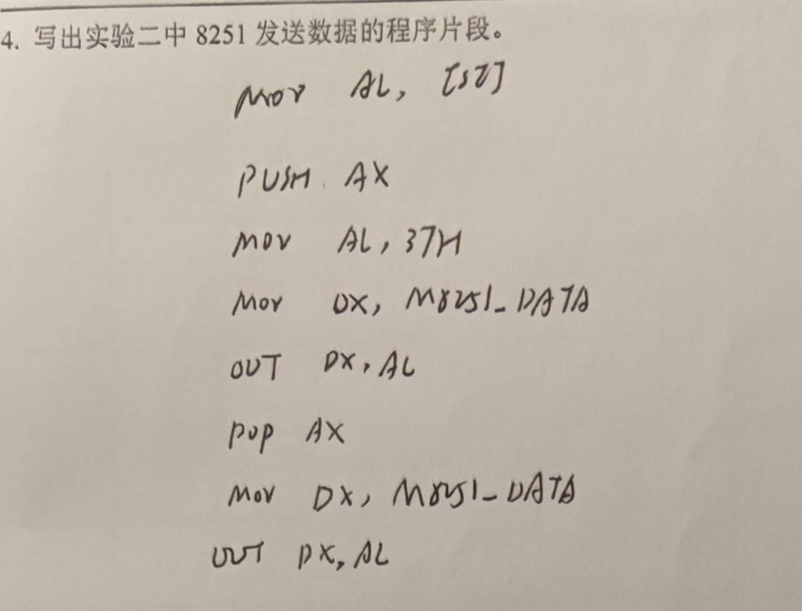 4. 写出实验二中 8251 发送数据的程序片段。
MOV AL, [SI]
PUSH AX
MOV AL, 37H
MOV DX, M8251_DATA
OUT DX, AL
POP AX
MOV DX, M8251_DATA
OUT DX, AL